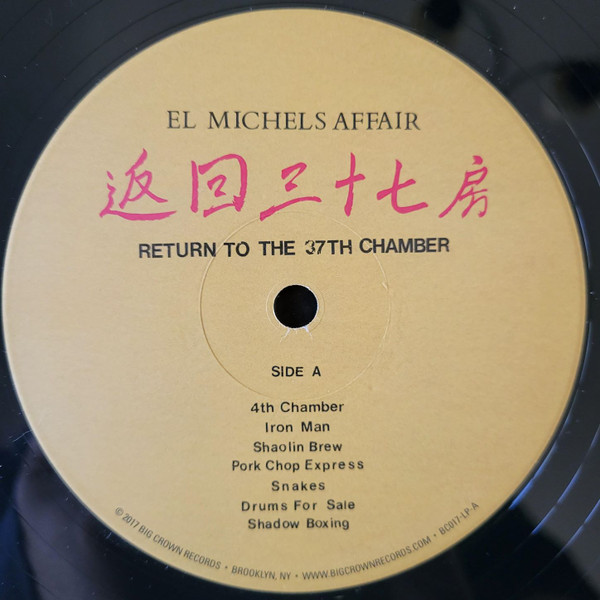 EL MICHELS AFFAIR
返回三十七房
RETURN TO THE 37TH CHAMBER
SIDE A
4th Chamber
Iron Man
Shaolin Brew
Pork Chop Express
Snakes
Drums For Sale
Shadow Boxing
© 2017 BIG CROWN RECORDS • BROOKLYN, NY • WWW.BIGCROWNRECORDS.COM • BC017-LP-A